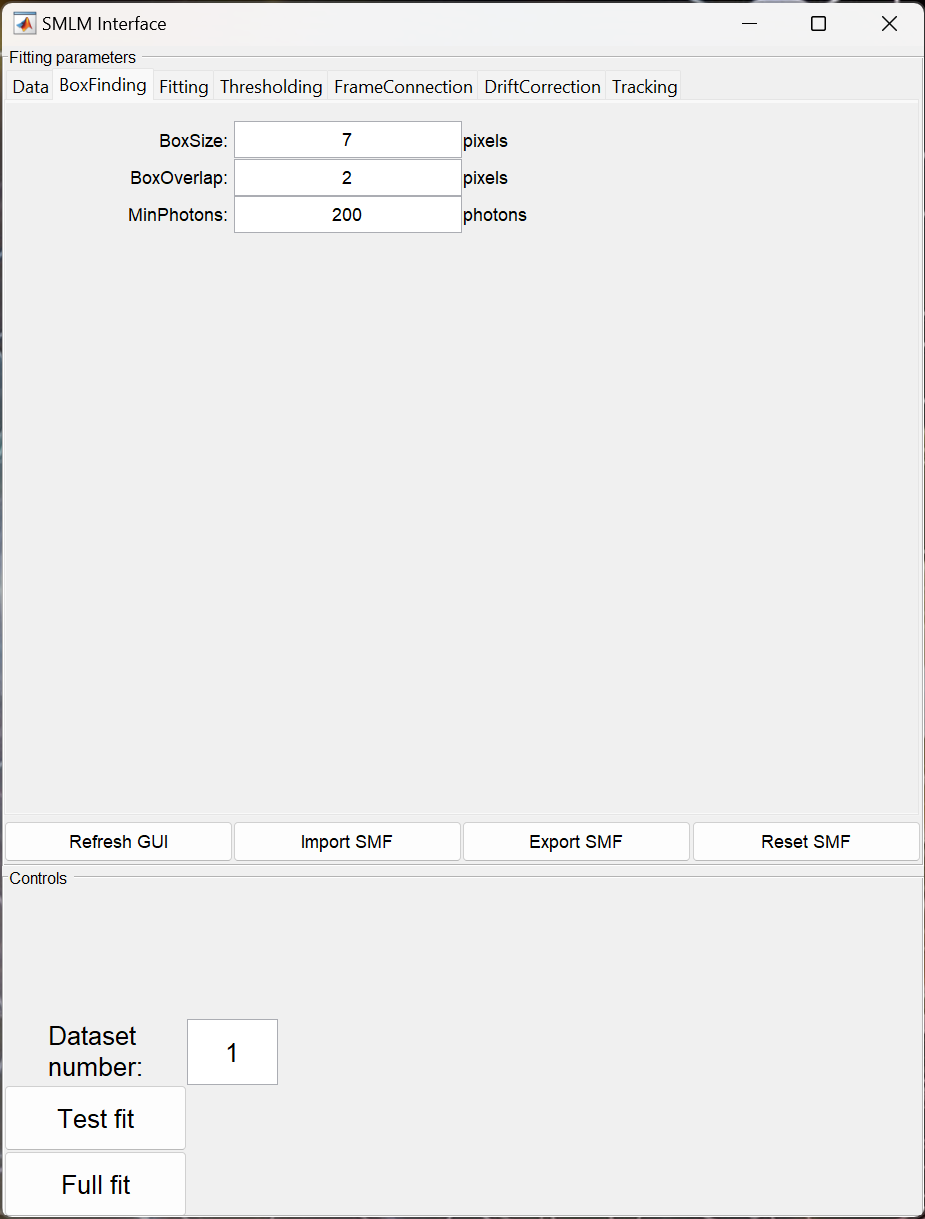 SMLM Interface
Fitting parameters
Data BoxFinding Fitting Thresholding FrameConnection DriftCorrection Tracking
BoxSize: 7 pixels
BoxOverlap: 2 pixels
MinPhotons: 200 photons
Refresh GUI Import SMF Export SMF Reset SMF
Controls
Dataset
number: 1
Test fit
Full fit